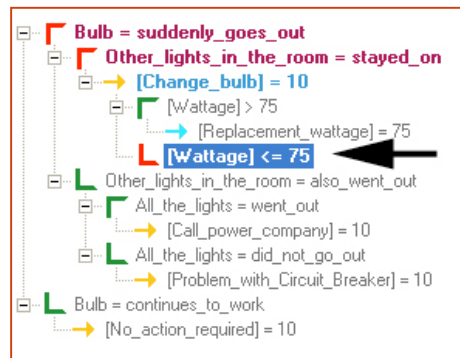 Bulb = suddenly_goes_out
Other_lights_in_the_room = stayed_on
[Change_bulb] = 10
[Wattage] > 75
[Replacement_wattage] = 75
[Wattage] <= 75
Other_lights_in_the_room = also_went_out
All_the_lights = went_out
[Call_power_company] = 10
All_the_lights = did_not_go_out
[Problem_with_Circuit_Breaker] = 10
Bulb = continues_to_work
[No_action_required] = 10